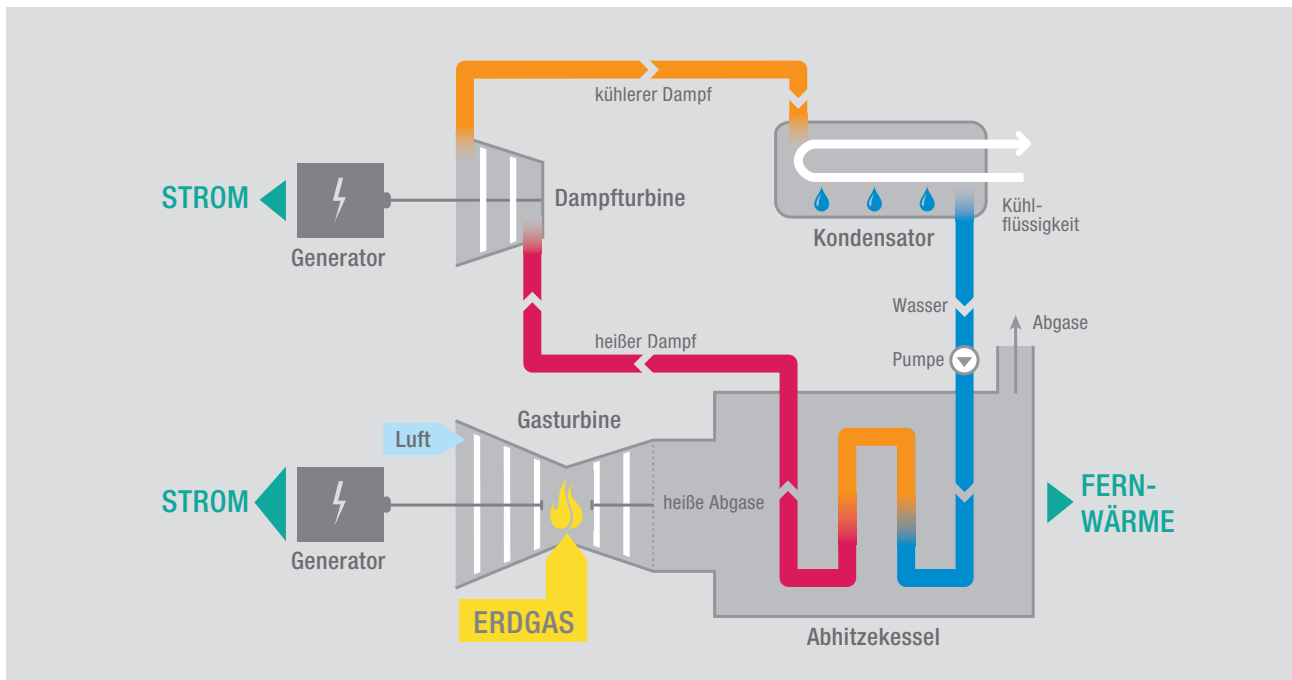 kühlerer Dampf
STROM
Generator
Dampfturbine
Kondensator
Kühl-
flüssigkeit
Wasser
Abgase
heißer Dampf
Pumpe
Gasturbine
Luft
STROM
Generator
heiße Abgase
FERN-
WÄRME
ERDGAS
Abhitzekessel